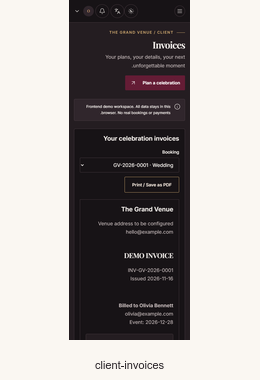 THE GRAND VENUE / CLIENT
Invoices
Your plans, your details, your next
unforgettable moment.
Plan a celebration
Frontend demo workspace. All data stays in this
browser. No real bookings or payments.
Your celebration invoices
Booking
GV-2026-0001 · Wedding
Print / Save as PDF
The Grand Venue
Venue address to be configured
hello@example.com
DEMO INVOICE
INV-GV-2026-0001
Issued 2026-11-16
Billed to Olivia Bennett
olivia@example.com
Event: 2026-12-28
client-invoices